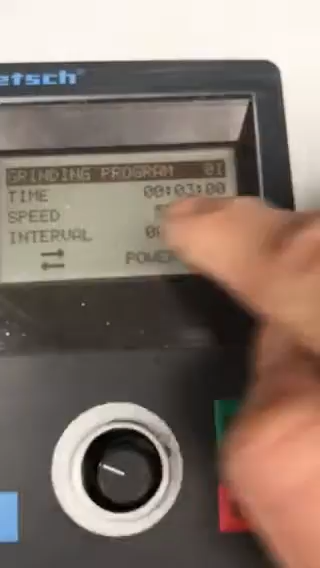 etsch®
GRINDING PROGRAM 01
TIME 00:03:00
SPEED
INTERVAL
POWER